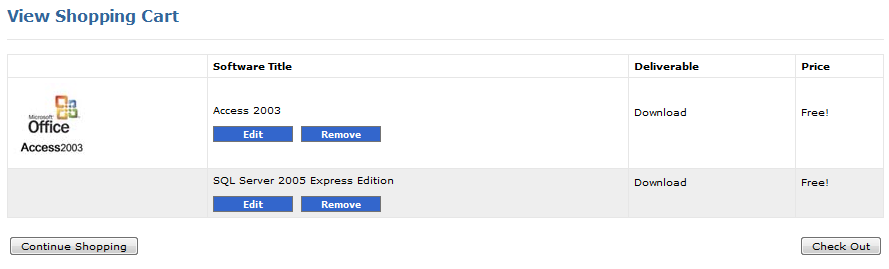 View Shopping Cart
Software Title Deliverable Price
Microsoft
Office
Access2003
Access 2003
Download Free!
Edit Remove
SQL Server 2005 Express Edition Download Free!
Edit Remove
Continue Shopping Check Out